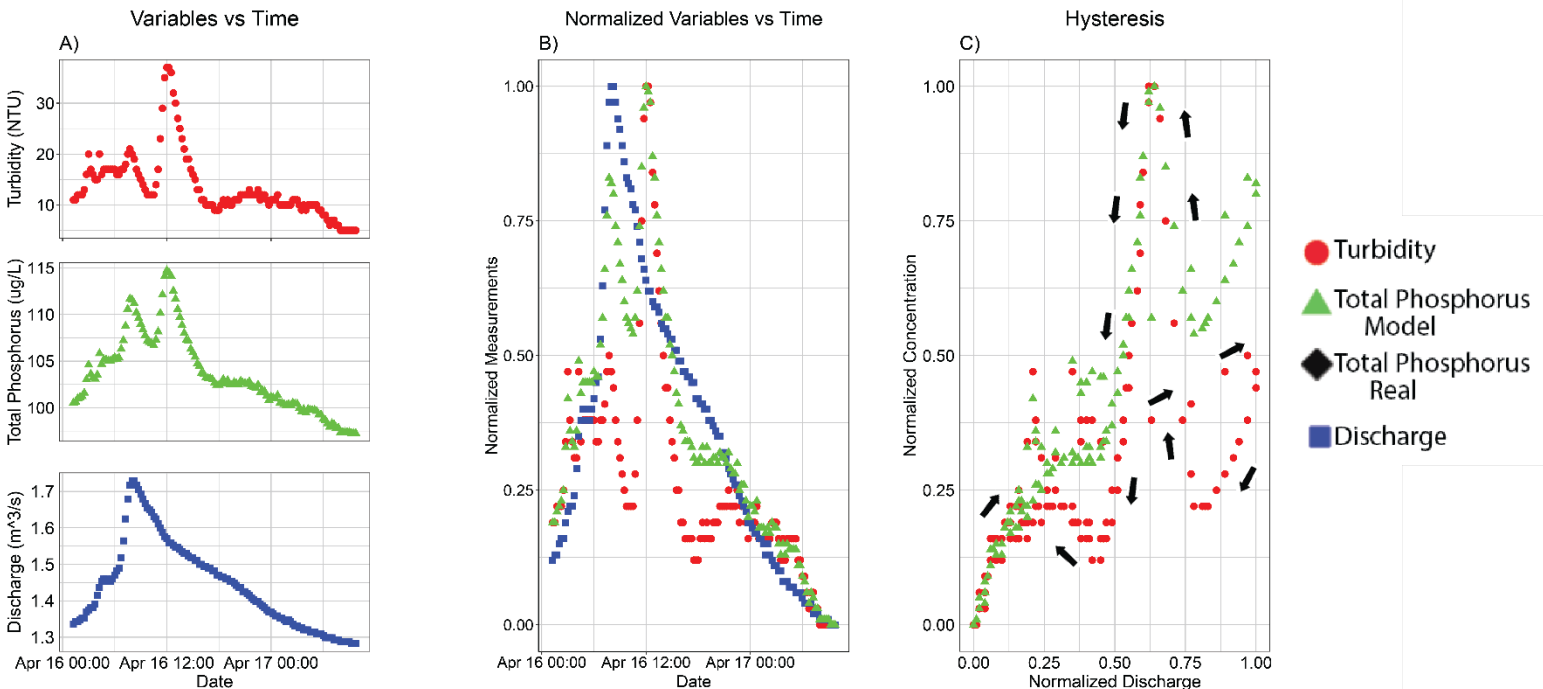 Variables vs Time
A)
Turbidity (NTU)
30
20
10
Total Phosphorus (ug/L)
115
110
105
100
Discharge (m^3/s)
1.7
1.6
1.5
1.4
1.3
Apr 16 00:00 Apr 16 12:00 Apr 17 00:00
Date
Normalized Variables vs Time
B)
Normalized Measurements
1.00
0.75
0.50
0.25
0.00
Apr 16 00:00 Apr 16 12:00 Apr 17 00:00
Date
Hysteresis
C)
Normalized Concentration
1.00
0.75
0.50
0.25
0.00
0.00 0.25 0.50 0.75 1.00
Normalized Discharge
Turbidity
Total Phosphorus
Model
Total Phosphorus
Real
Discharge